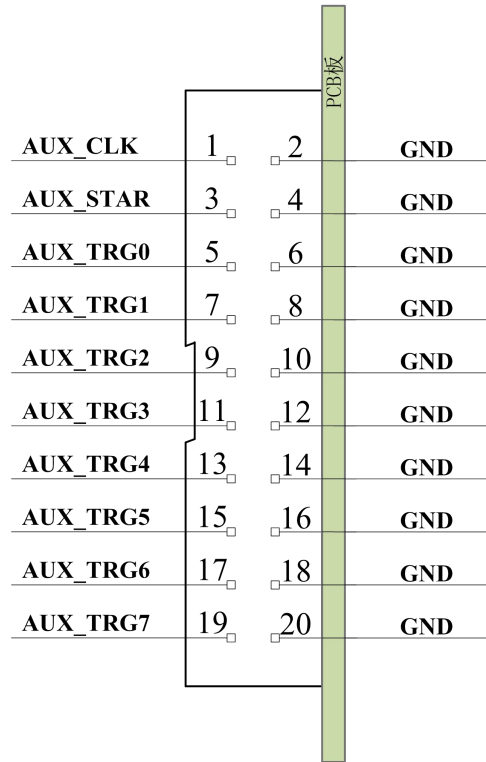 PCB板
AUX_CLK 1 2 GND
AUX_STAR 3 4 GND
AUX_TRG0 5 6 GND
AUX_TRG1 7 8 GND
AUX_TRG2 9 10 GND
AUX_TRG3 11 12 GND
AUX_TRG4 13 14 GND
AUX_TRG5 15 16 GND
AUX_TRG6 17 18 GND
AUX_TRG7 19 20 GND